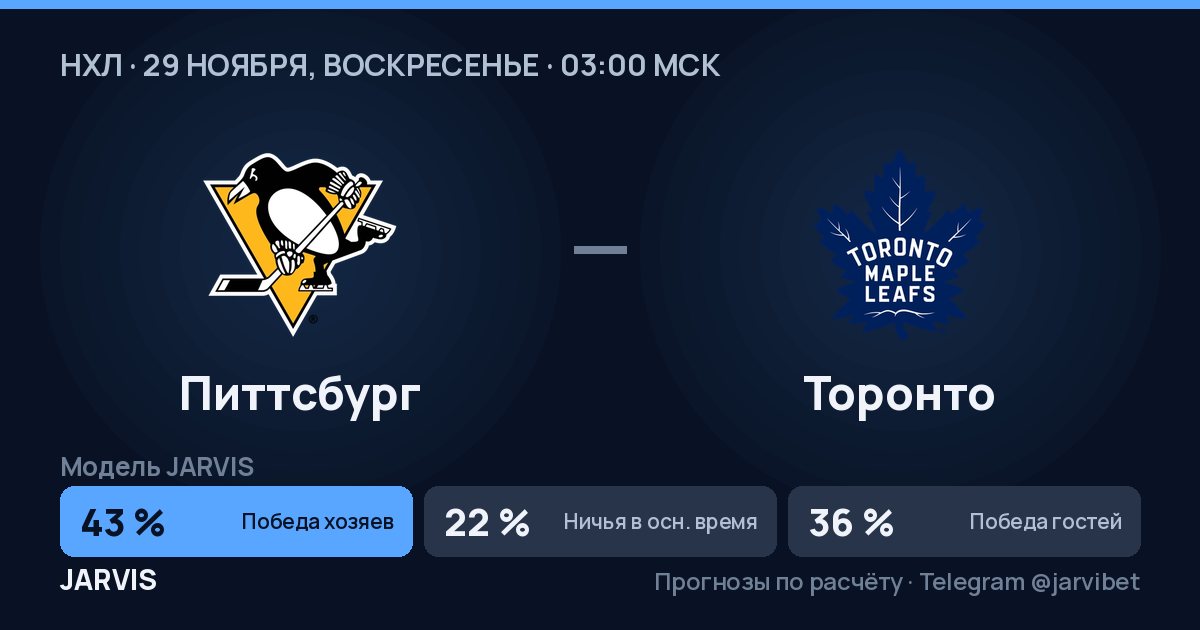 НХЛ · 29 НОЯБРЯ, ВОСКРЕСЕНЬЕ · 03:00 МСК
TORONTO
MAPLE
LEAFS
®
—
Питтсбург
Торонто
Модель JARVIS
43 % Победа хозяев
22 % Ничья в осн. время
36 % Победа гостей
JARVIS
Прогнозы по расчёту · Telegram @jarvibet